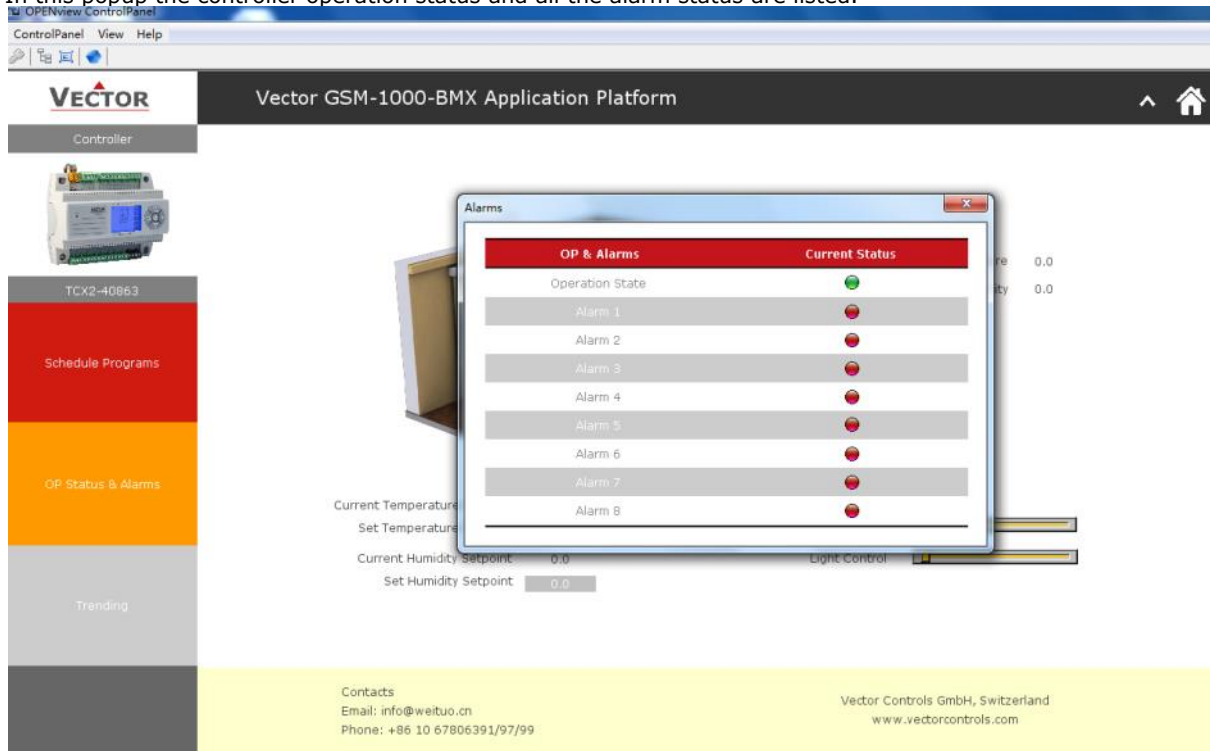 In this popup the controller operation status and all the alarm status are listed.
OPENview ControlPanel
ControlPanel View Help
VECTOR
Vector GSM-1000-BMX Application Platform
Controller
TCX2-40863
Schedule Programs
OP Status & Alarms
Trending
Alarms
OP & Alarms Current Status
Operation State
Alarm 1
Alarm 2
Alarm 3
Alarm 4
Alarm 5
Alarm 6
Alarm 7
Alarm 8
re 0.0
ity 0.0
Current Temperature
Set Temperature
Current Humidity Setpoint 0.0 Light Control
Set Humidity Setpoint 0.0
Contacts
Email: info@weituo.cn
Phone: +86 10 67806391/97/99
Vector Controls GmbH, Switzerland
www.vectorcontrols.com